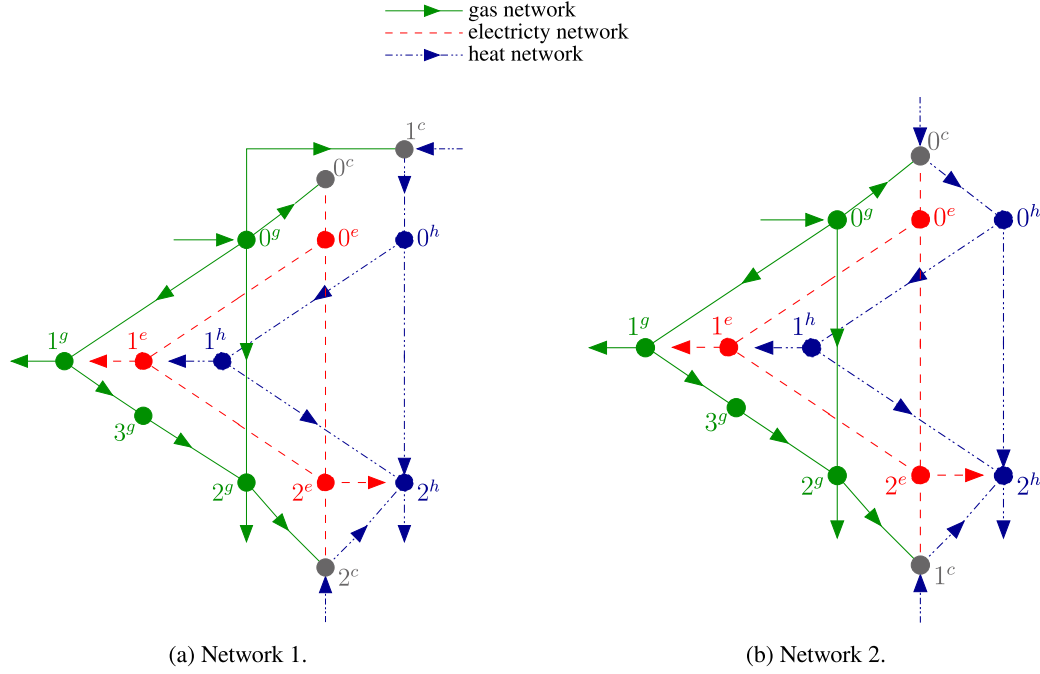 gas network
electricty network
heat network
1^c
0^c
0^g
0^e
0^h
1^g
1^e
1^h
3^g
2^g
2^e
2^h
2^c
(a) Network 1.
0^c
0^g
0^e
0^h
1^g
1^e
1^h
3^g
2^g
2^e
2^h
1^c
(b) Network 2.